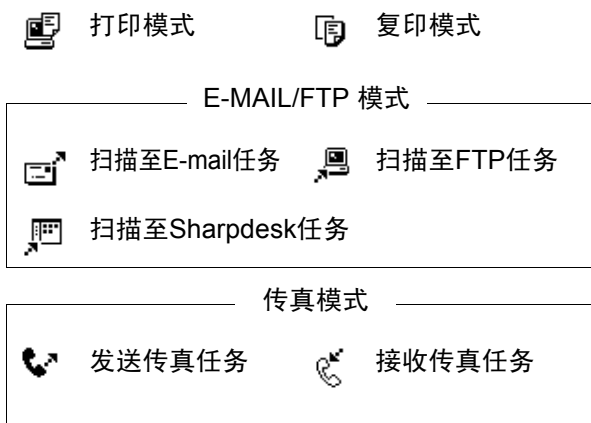 打印模式 复印模式
E-MAIL/FTP 模式
扫描至E-mail任务 扫描至FTP任务
扫描至Sharpdesk任务
传真模式
发送传真任务 接收传真任务